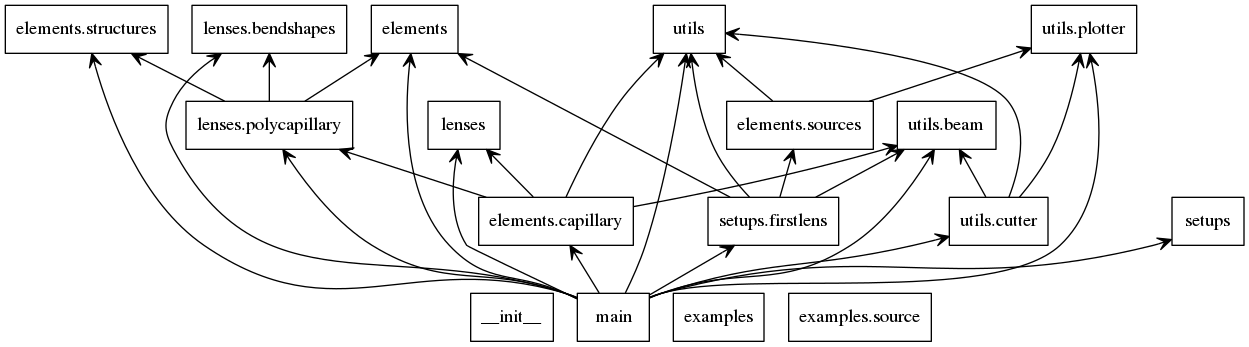 elements.structures
lenses.bendshapes
elements
utils
utils.plotter
lenses.polycapillary
lenses
elements.sources
utils.beam
elements.capillary
setups.firstlens
utils.cutter
setups
__init__
main
examples
examples.source